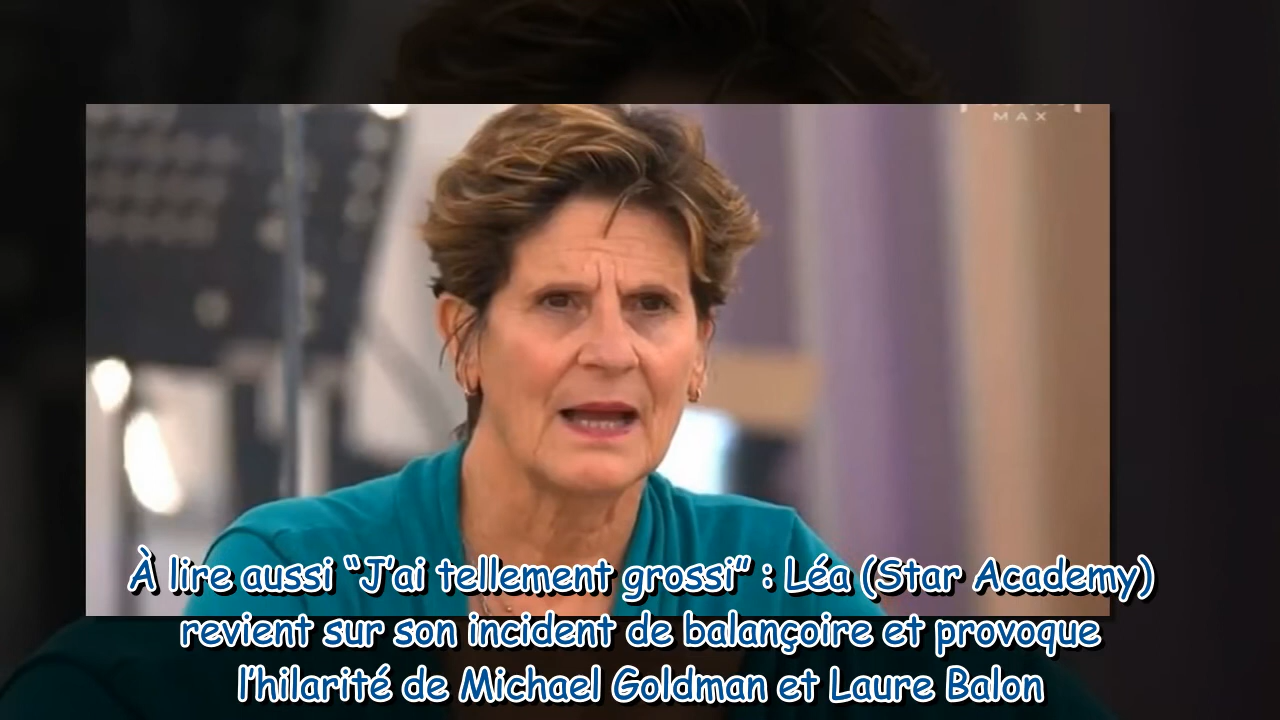 MAX
À lire aussi “J’ai tellement grossi” : Léa (Star Academy)
revient sur son incident de balançoire et provoque
l’hilarité de Michael Goldman et Laure Balon